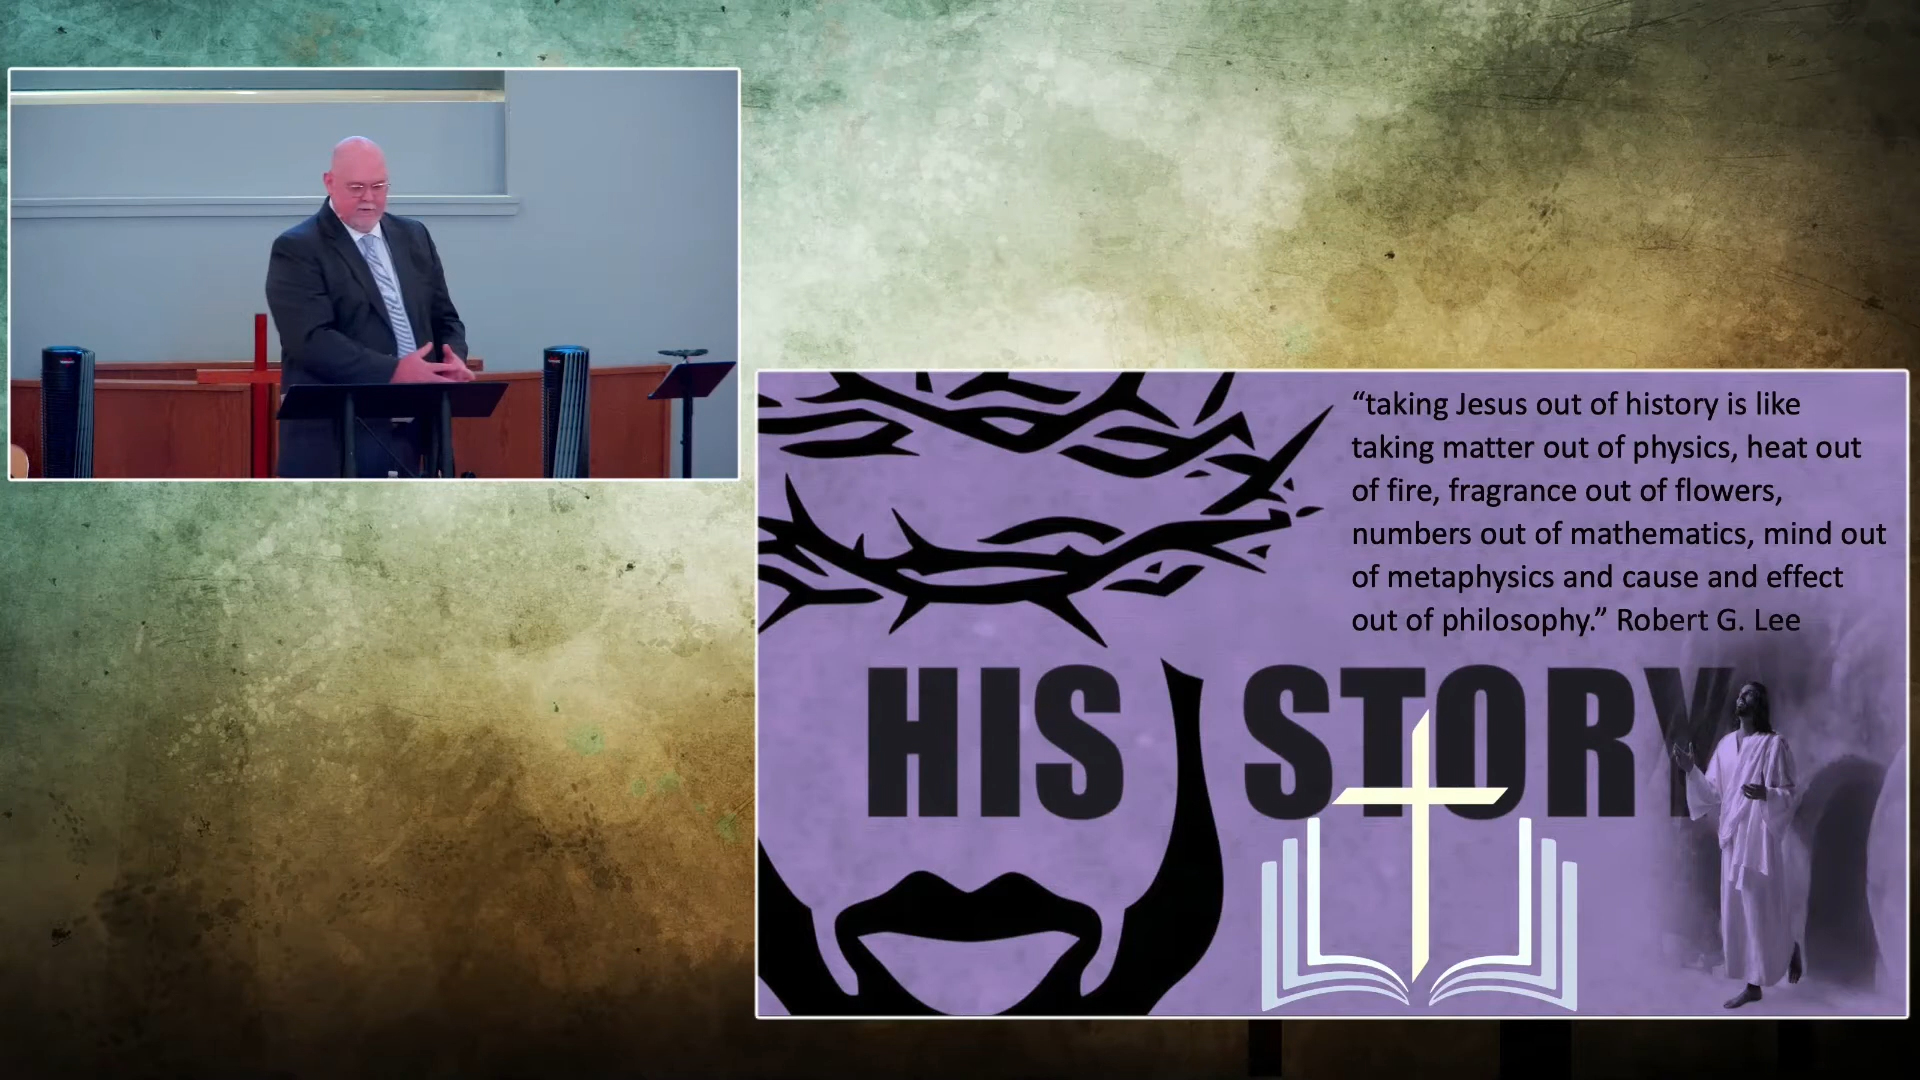 “taking Jesus out of history is like
taking matter out of physics, heat out
of fire, fragrance out of flowers,
numbers out of mathematics, mind out
of metaphysics and cause and effect
out of philosophy.” Robert G. Lee
HIS STORY